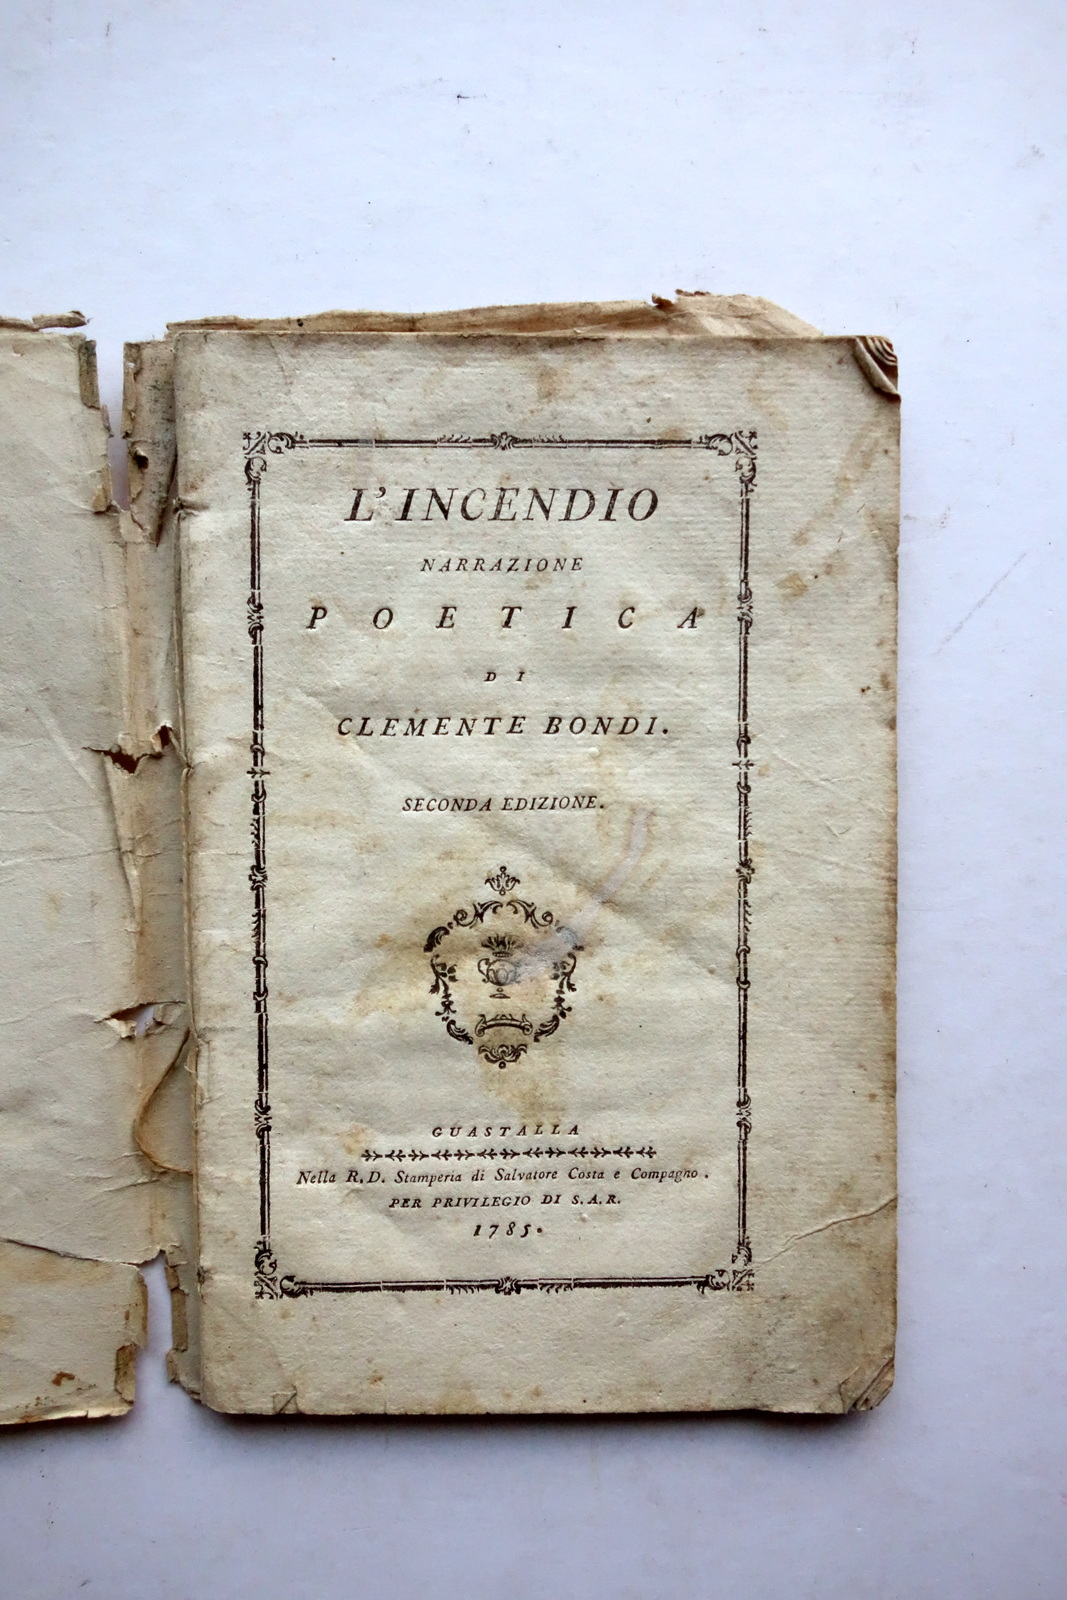 L'INCENDIO
NARRAZIONE
POETICA
DI
CLEMENTE BONDI.
SECONDA EDIZIONE.
GUASTALLA
Nella R. D. Stamperia di Salvatore Costa e Compagno.
PER PRIVILEGIO DI S. A. R.
1785.